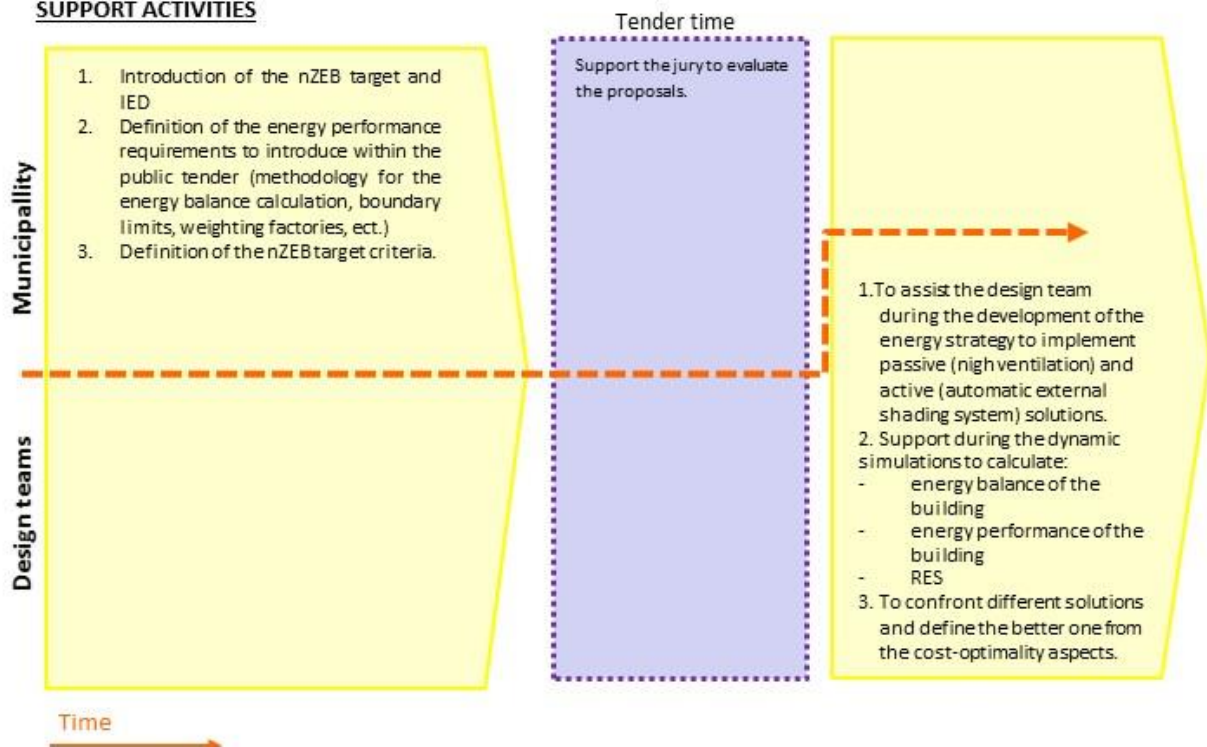 SUPPORT ACTIVITIES
Tender time
Municipallity
Design teams
1. Introduction of the nZEB target and
IED
2. Definition of the energy performance
requirements to introduce within the
public tender (methodology for the
energy balance calculation, boundary
limits, weighting factories, ect.)
3. Definition of the nZEB target criteria.
Support the jury to evaluate
the proposals.
1.To assist the design team
during the development of the
energy strategy to implement
passive (nigh ventilation) and
active (automatic external
shading system) solutions.
2. Support during the dynamic
simulations to calculate:
- energy balance of the
building
- energy performance of the
building
- RES
3. To confront different solutions
and define the better one from
the cost-optimality aspects.
Time